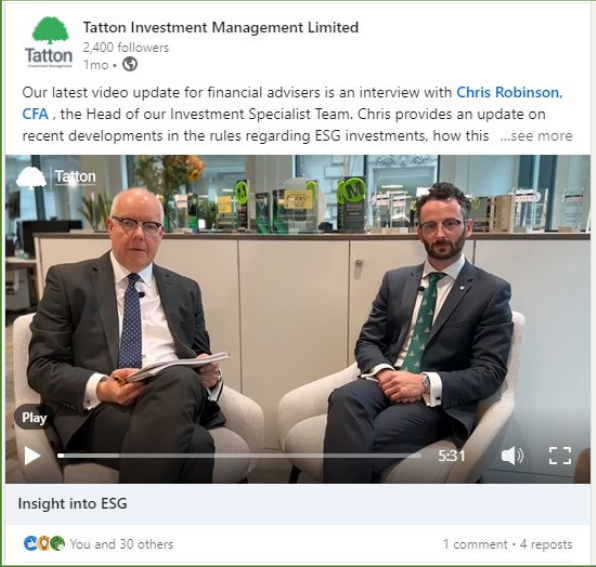 Tatton Investment Management Limited
2,400 followers
1mo •
Tatton
Investment Management
Our latest video update for financial advisers is an interview with Chris Robinson,
CFA , the Head of our Investment Specialist Team. Chris provides an update on
recent developments in the rules regarding ESG investments, how this ...see more
Tatton
Play
5:31
Insight into ESG
You and 30 others
1 comment • 4 reposts